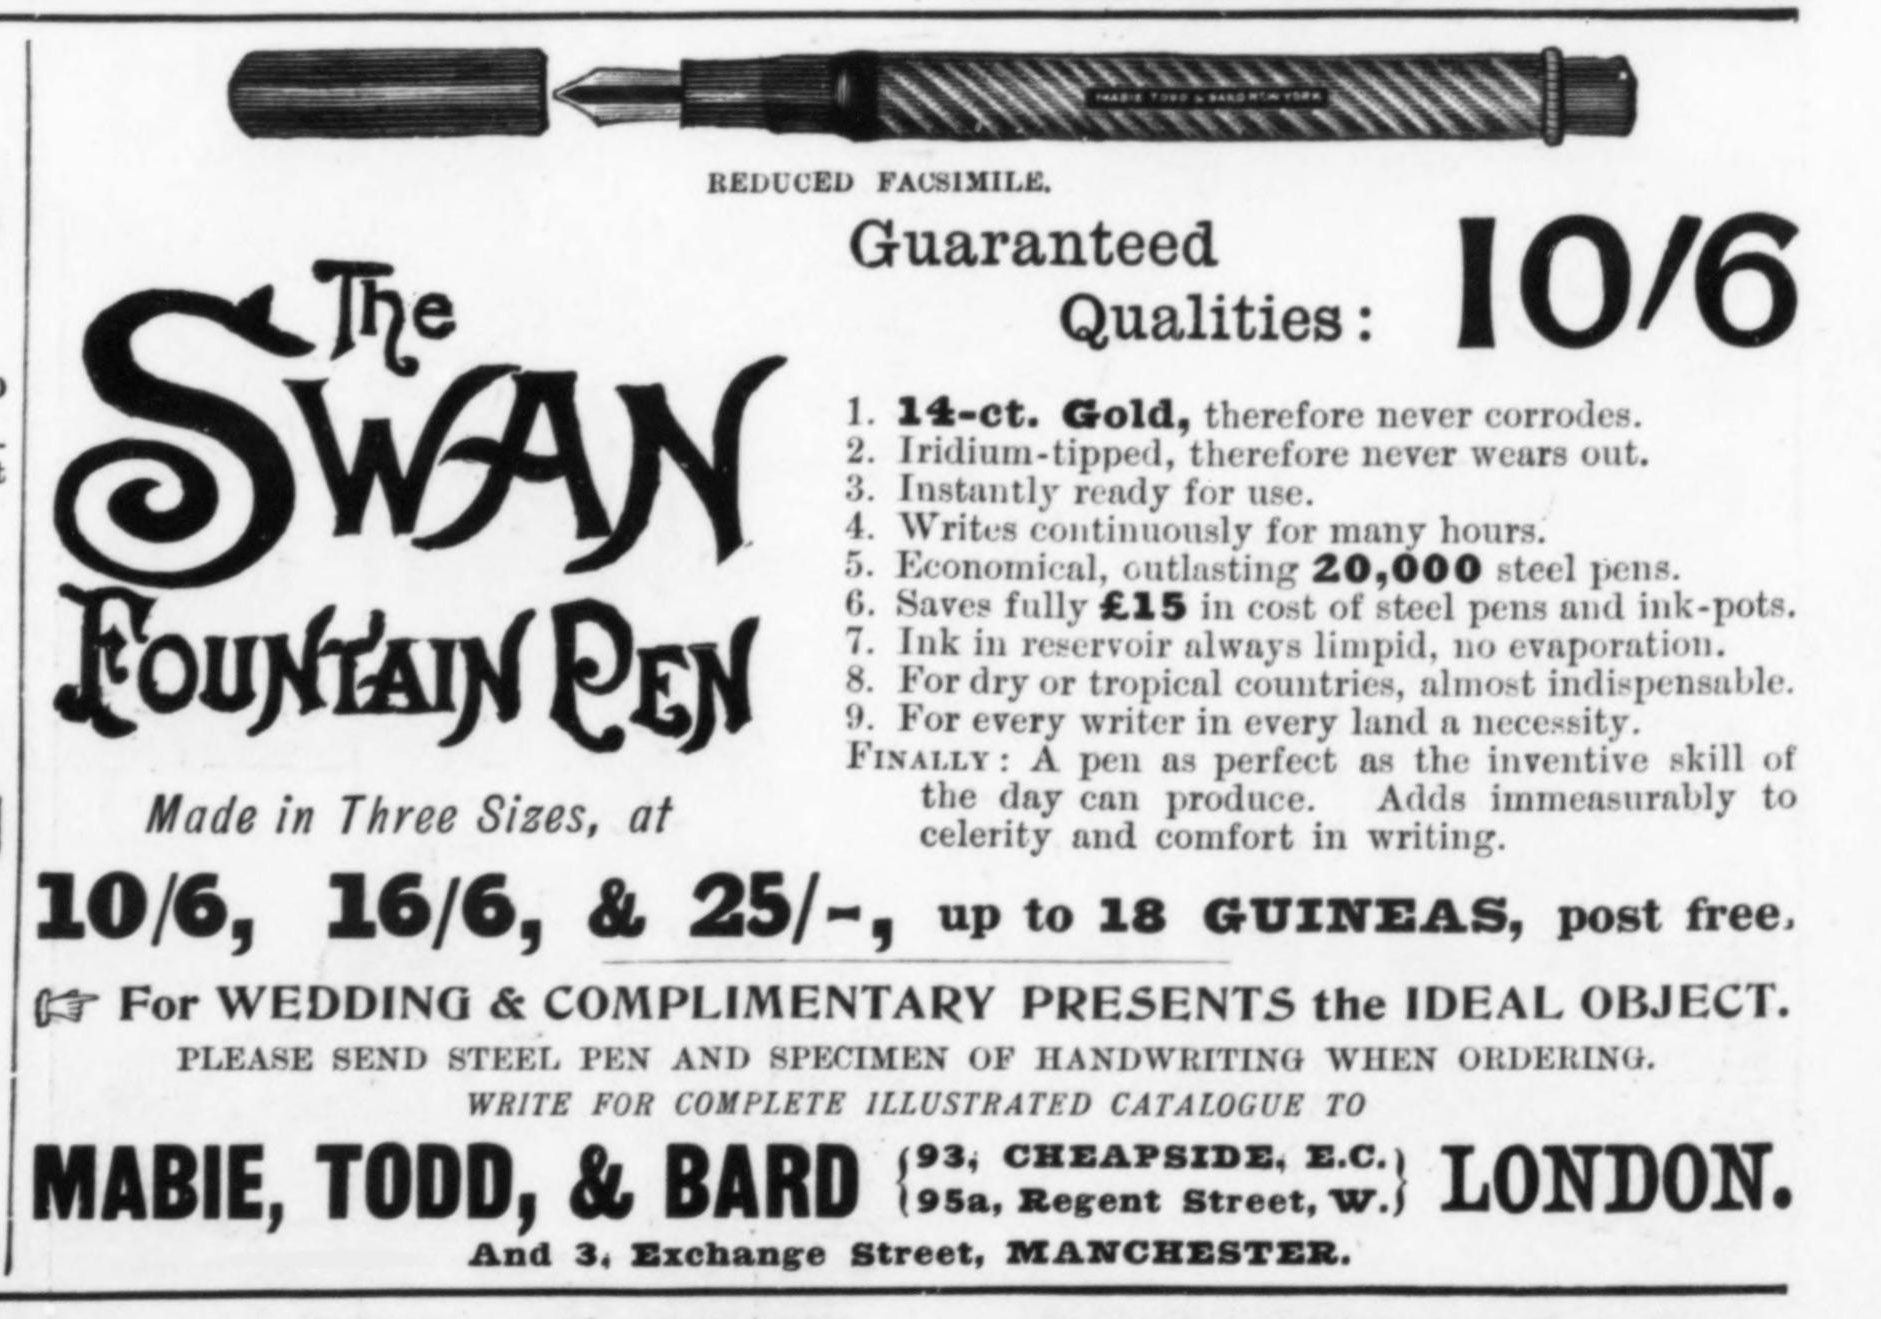 MABIE TODD & BARD NEW YORK
REDUCED FACSIMILE.
The
SWAN
FOUNTAIN PEN
Made in Three Sizes, at
Guaranteed
Qualities:
10/6
1. 14-ct. Gold, therefore never corrodes.
2. Iridium-tipped, therefore never wears out.
3. Instantly ready for use.
4. Writes continuously for many hours.
5. Economical, outlasting 20,000 steel pens.
6. Saves fully £15 in cost of steel pens and ink-pots.
7. Ink in reservoir always limpid, no evaporation.
8. For dry or tropical countries, almost indispensable.
9. For every writer in every land a necessity.
FINALLY: A pen as perfect as the inventive skill of
the day can produce. Adds immeasurably to
celerity and comfort in writing.
10/6, 16/6, & 25/-, up to 18 GUINEAS, post free.
☞ For WEDDING & COMPLIMENTARY PRESENTS the IDEAL OBJECT.
PLEASE SEND STEEL PEN AND SPECIMEN OF HANDWRITING WHEN ORDERING.
WRITE FOR COMPLETE ILLUSTRATED CATALOGUE TO
MABIE, TODD, & BARD {93, CHEAPSIDE, E.C.} LONDON.
{95a, Regent Street, W.}
And 3, Exchange Street, MANCHESTER.